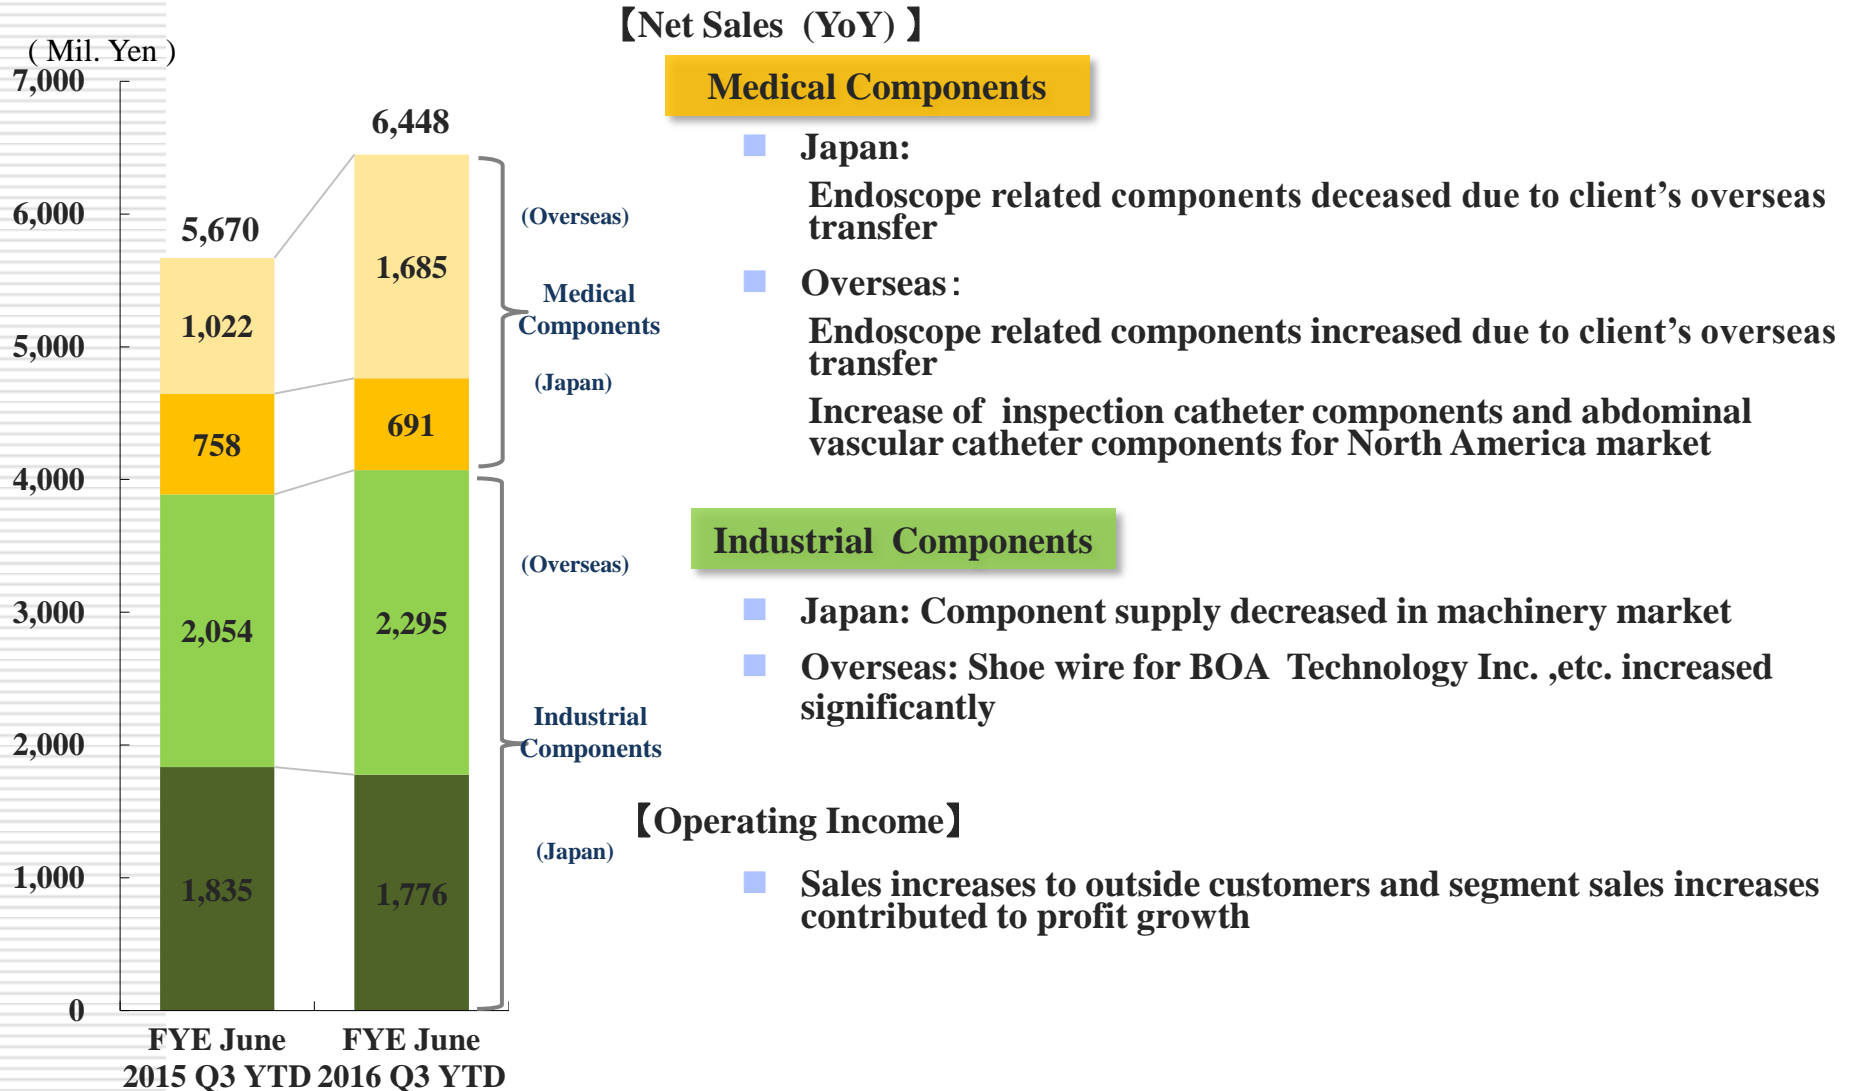 【Net Sales (YoY) 】
( Mil. Yen )
7,000
6,000
5,000
4,000
3,000
2,000
1,000
0
5,670
1,022
758
2,054
1,835
6,448
1,685
691
2,295
1,776
FYE June
2015 Q3 YTD
FYE June
2016 Q3 YTD
(Overseas)
Medical
Components
(Japan)
(Overseas)
Industrial
Components
(Japan)
Medical Components
Japan:
Endoscope related components deceased due to client’s overseas
transfer
Overseas：
Endoscope related components increased due to client’s overseas
transfer
Increase of inspection catheter components and abdominal
vascular catheter components for North America market
Industrial Components
Japan: Component supply decreased in machinery market
Overseas: Shoe wire for BOA Technology Inc. ,etc. increased
significantly
【Operating Income】
Sales increases to outside customers and segment sales increases
contributed to profit growth